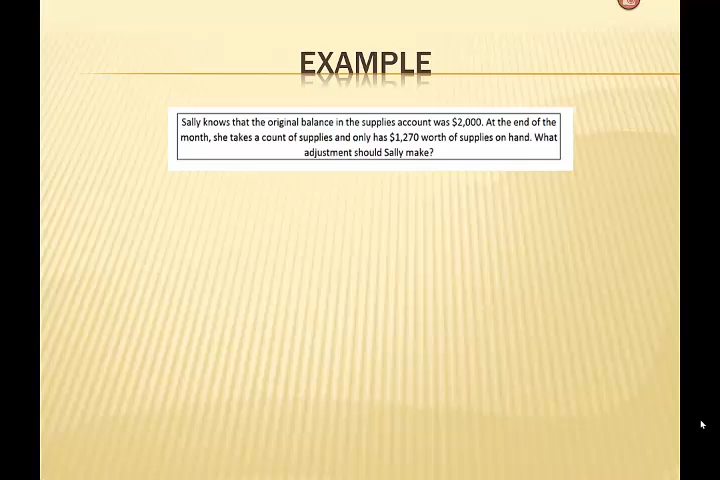 EXAMPLE
Sally knows that the original balance in the supplies account was $2,000. At the end of the
month, she takes a count of supplies and only has $1,270 worth of supplies on hand. What
adjustment should Sally make?